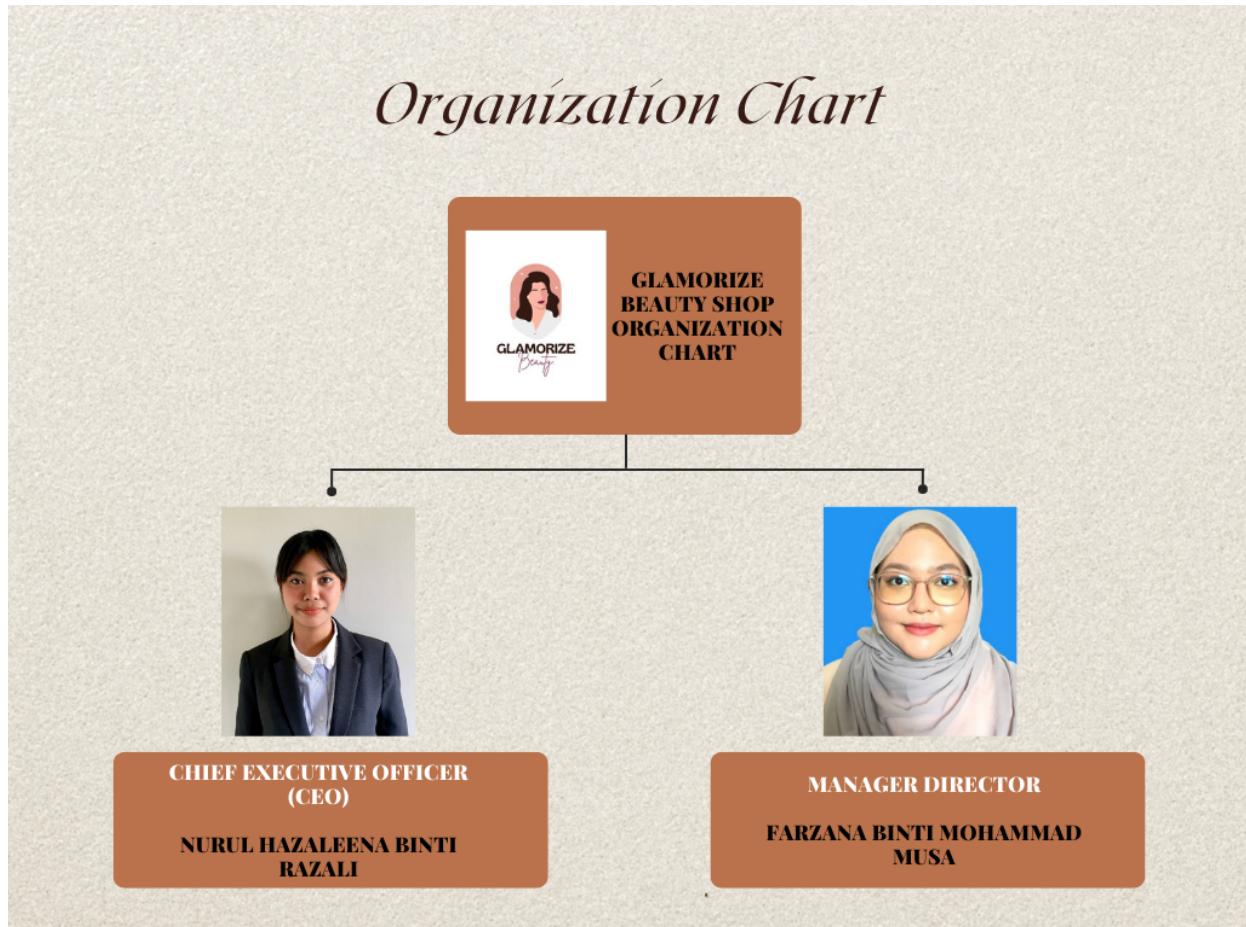 Organization Chart
GLAMORIZE
Beauty
GLAMORIZE
BEAUTY SHOP
ORGANIZATION
CHART
CHIEF EXECUTIVE OFFICER
(CEO)
NURUL HAZALEENA BINTI
RAZALI
MANAGER DIRECTOR
FARZANA BINTI MOHAMMAD
MUSA